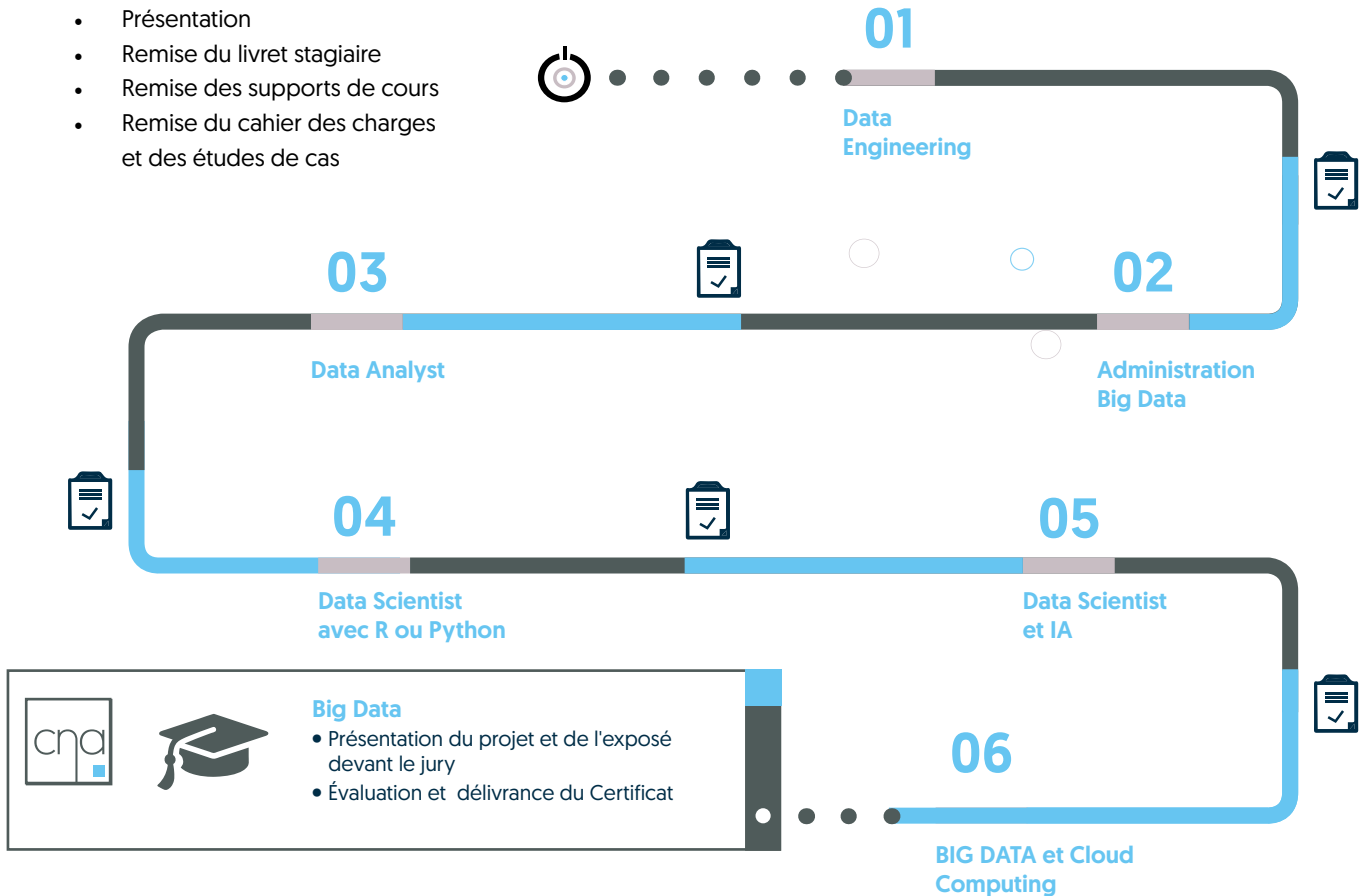 • Présentation
• Remise du livret stagiaire
• Remise des supports de cours
• Remise du cahier des charges
et des études de cas
01
Data
Engineering
02
Administration
Big Data
03
Data Analyst
04
Data Scientist
avec R ou Python
05
Data Scientist
et IA
06
BIG DATA et Cloud
Computing
cna
Big Data
• Présentation du projet et de l'exposé
devant le jury
• Évaluation et délivrance du Certificat